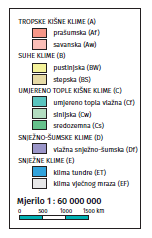 TROPSKE KIŠNE KLIME (A)
prašumska (Af)
savanska (Aw)
SUHE KLIME (B)
pustinjska (BW)
stepska (BS)
UMJERENO TOPLE KIŠNE KLIME (C)
umjereno topla vlažna (Cf)
sinijska (Cw)
sredozemna (Cs)
SNJEŽNO-ŠUMSKE KLIME (D)
vlažna snježno-šumska (Df)
SNJEŽNE KLIME (E)
klima tundre (ET)
klima vječnog mraza (EF)
Mjerilo 1 : 60 000 000
0 500 1000 1500 km